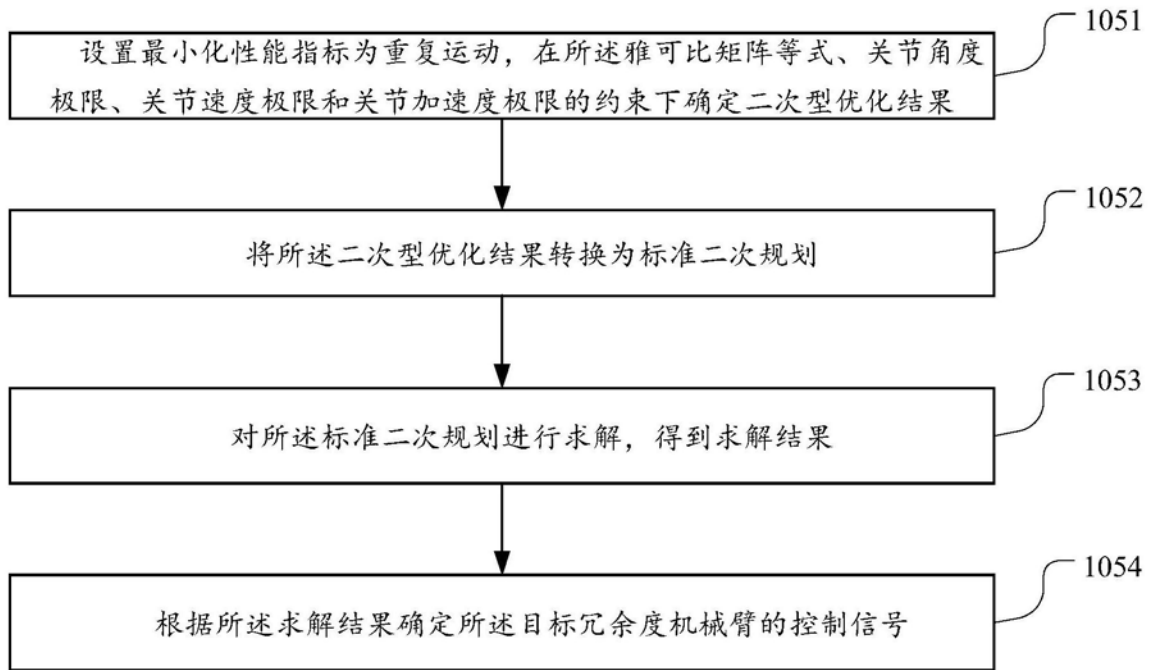 1051
设置最小化性能指标为重复运动，在所述雅可比矩阵等式、关节角度
极限、关节速度极限和关节加速度极限的约束下确定二次型优化结果
1052
将所述二次型优化结果转换为标准二次规划
1053
对所述标准二次规划进行求解，得到求解结果
1054
根据所述求解结果确定所述目标冗余度机械臂的控制信号